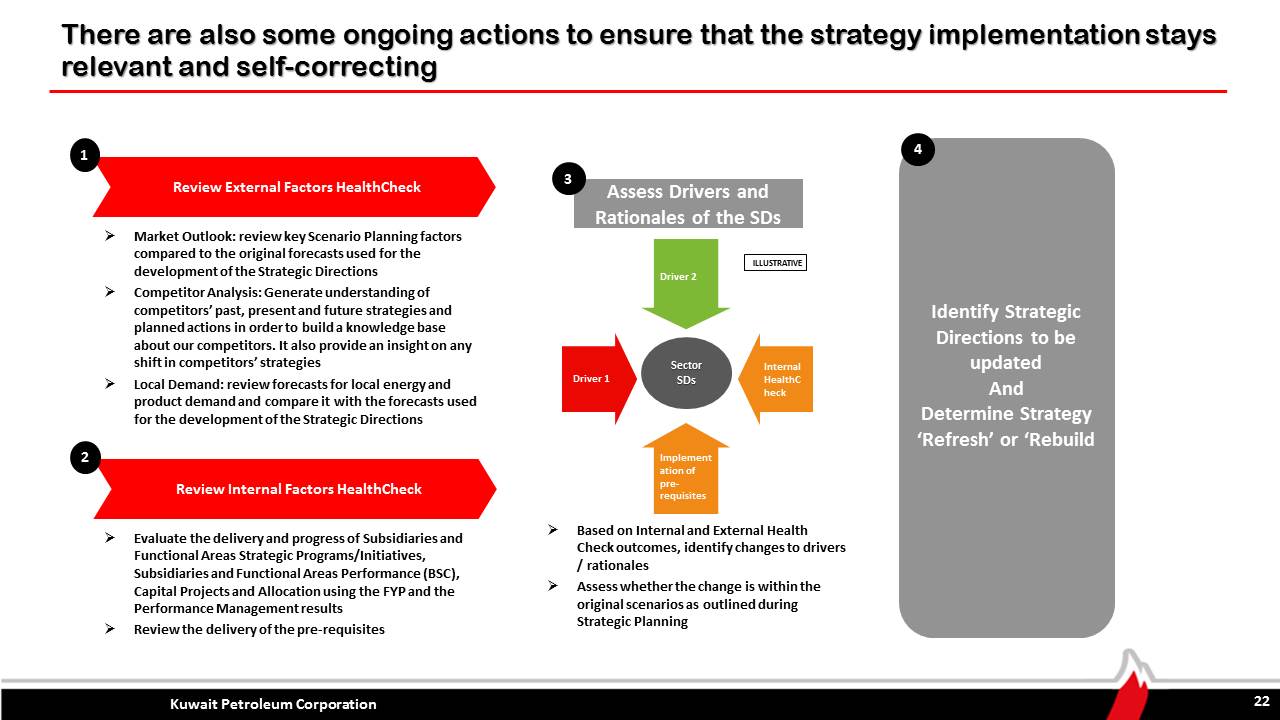 There are also some ongoing actions to ensure that the strategy implementation stays
relevant and self-correcting
1
Review External Factors HealthCheck
Market Outlook: review key Scenario Planning factors
compared to the original forecasts used for the
development of the Strategic Directions
Competitor Analysis: Generate understanding of
competitors' past, present and future strategies and
planned actions in order to build a knowledge base
about our competitors. It also provide an insight on any
shift in competitors' strategies
Local Demand: review forecasts for local energy and
product demand and compare it with the forecasts used
for the development of the Strategic Directions
2
Review Internal Factors HealthCheck
Evaluate the delivery and progress of Subsidiaries and
Functional Areas Strategic Programs/Initiatives,
Subsidiaries and Functional Areas Performance (BSC),
Capital Projects and Allocation using the FYP and the
Performance Management results
Review the delivery of the pre-requisites
3
Assess Drivers and
Rationales of the SDs
ILLUSTRATIVE
Driver 2
Driver 1
Sector
SDs
Internal
HealthC
heck
Implement
ation of
pre-
requisites
Based on Internal and External Health
Check outcomes, identify changes to drivers
/ rationales
Assess whether the change is within the
original scenarios as outlined during
Strategic Planning
4
Identify Strategic
Directions to be
updated
And
Determine Strategy
‘Refresh’ or ‘Rebuild
Kuwait Petroleum Corporation
22